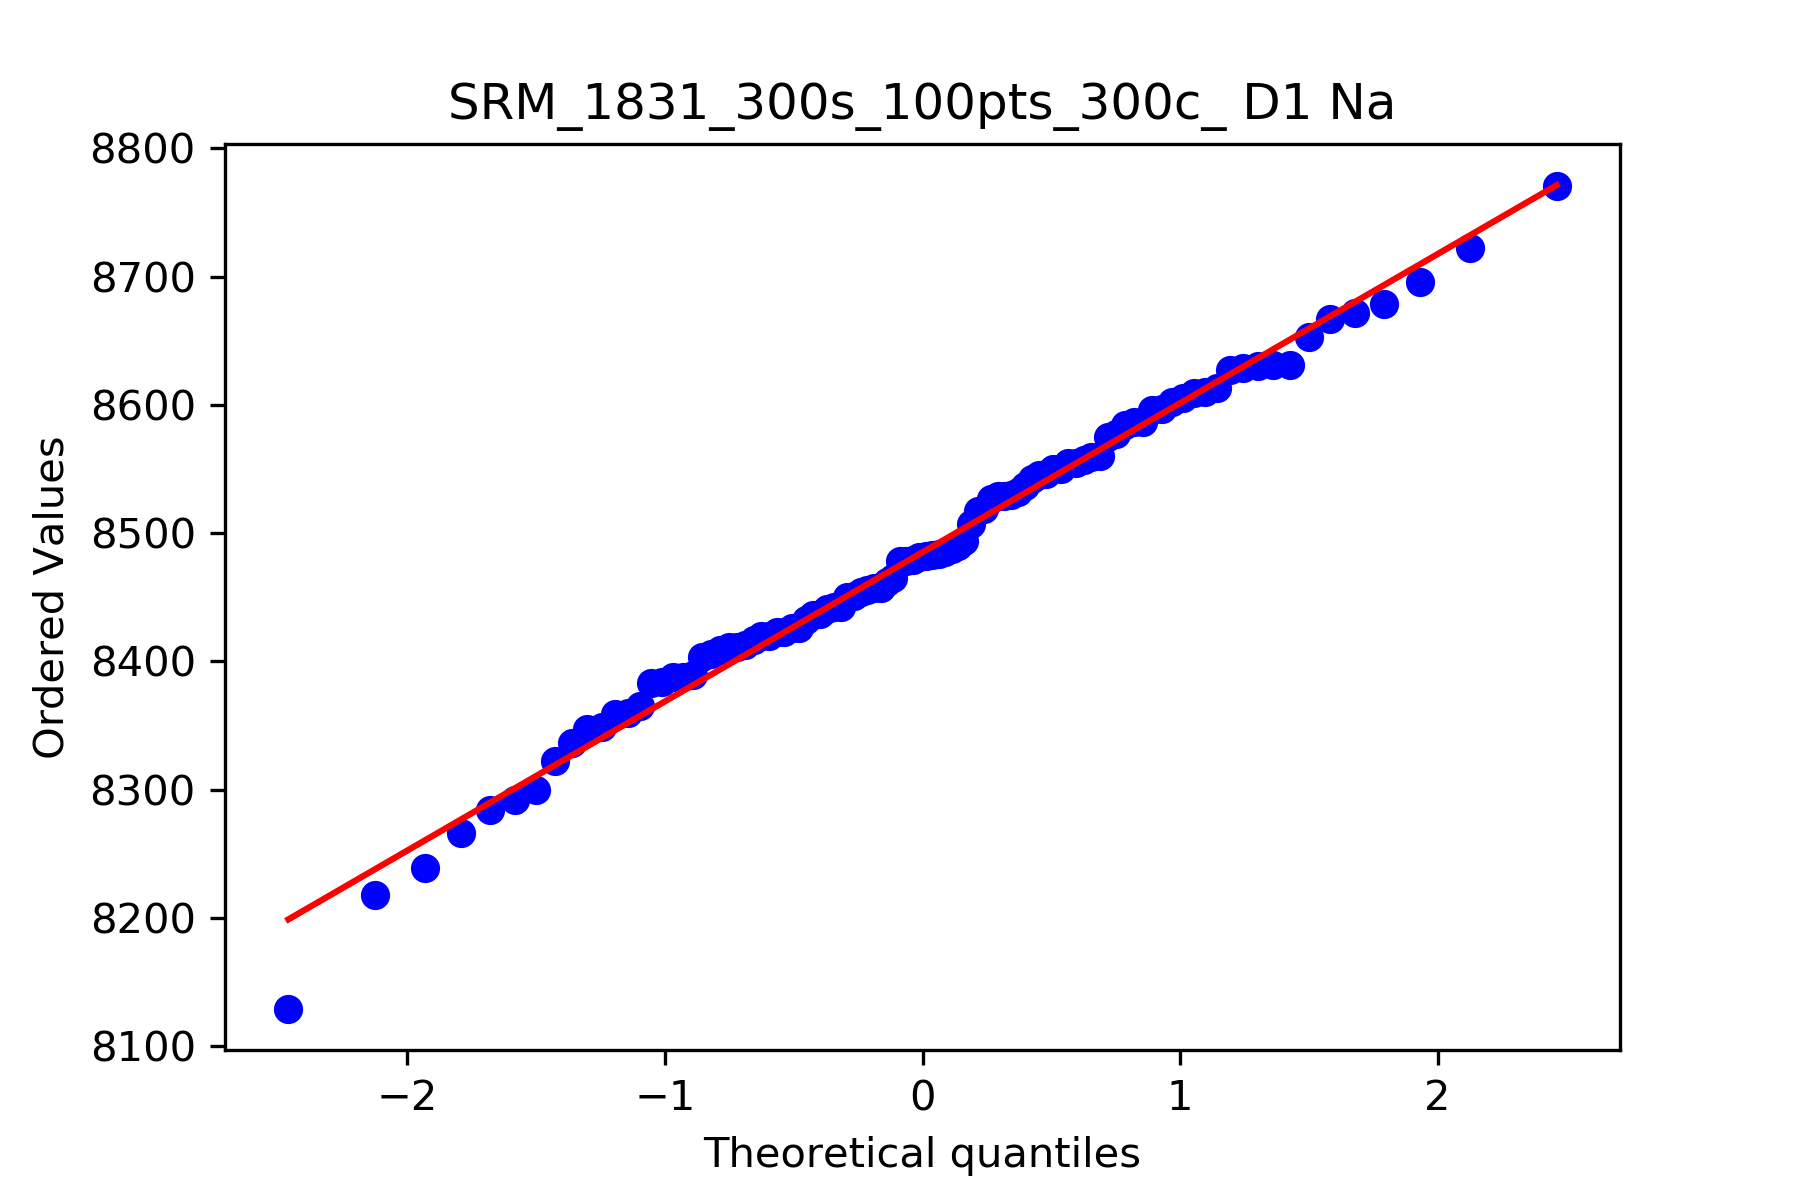 SRM_1831_300s_100pts_300c_ D1 Na
Ordered Values
8800
8700
8600
8500
8400
8300
8200
8100
−2 −1 0 1 2
Theoretical quantiles